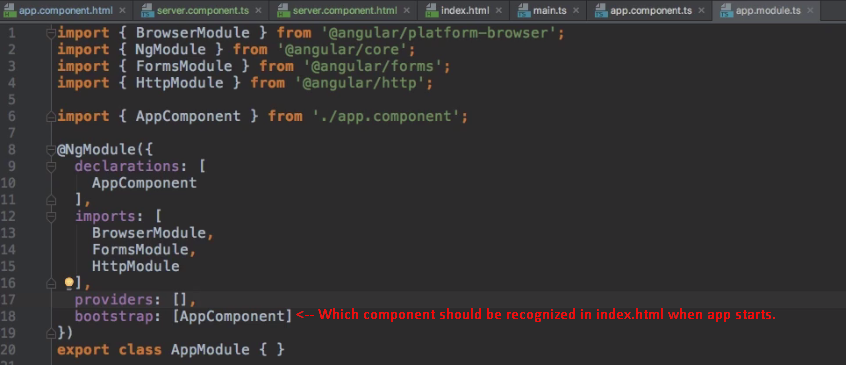 app.component.html × server.component.ts × server.component.html × index.html × main.ts × app.component.ts × app.module.ts ×
1 import { BrowserModule } from '@angular/platform-browser';
2 import { NgModule } from '@angular/core';
3 import { FormsModule } from '@angular/forms';
4 import { HttpModule } from '@angular/http';
5
6 import { AppComponent } from './app.component';
7
8 @NgModule({
9 declarations: [
10 AppComponent
11 ],
12 imports: [
13 BrowserModule,
14 FormsModule,
15 HttpModule
16 ],
17 providers: [],
18 bootstrap: [AppComponent] <-- Which component should be recognized in index.html when app starts.
19 })
20 export class AppModule { }